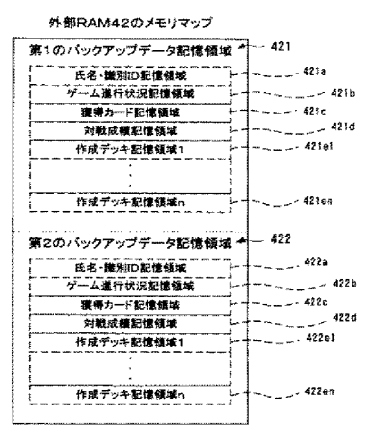 外部RAM42のメモリマップ
第1のバックアップデータ記憶領域 421
氏名・識別ID記憶領域 421a
ゲーム進行状況記憶領域 421b
獲得カード記憶領域 421c
対戦成績記憶領域 421d
作成デッキ記憶領域1 421e1
作成デッキ記憶領域n 421en
第2のバックアップデータ記憶領域 422
氏名・識別ID記憶領域 422a
ゲーム進行状況記憶領域 422b
獲得カード記憶領域 422c
対戦成績記憶領域 422d
作成デッキ記憶領域1 422e1
作成デッキ記憶領域n 422en